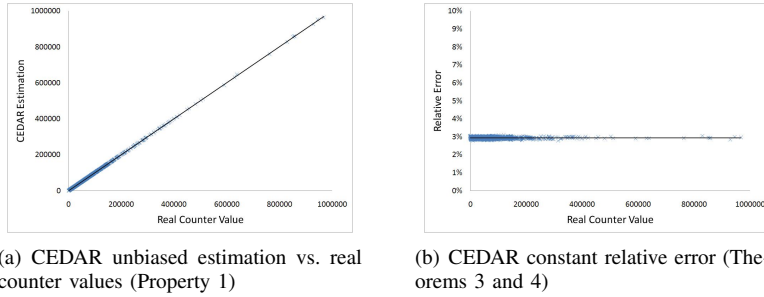 1000000
800000
600000
400000
200000
0
CEDAR Estimation
0 200000 400000 600000 800000 1000000
Real Counter Value
10%
9%
8%
7%
6%
5%
4%
3%
2%
1%
0%
Relative Error
0 200000 400000 600000 800000 1000000
Real Counter Value
(a) CEDAR unbiased estimation vs. real
counter values (Property 1)
(b) CEDAR constant relative error (The-
orems 3 and 4)